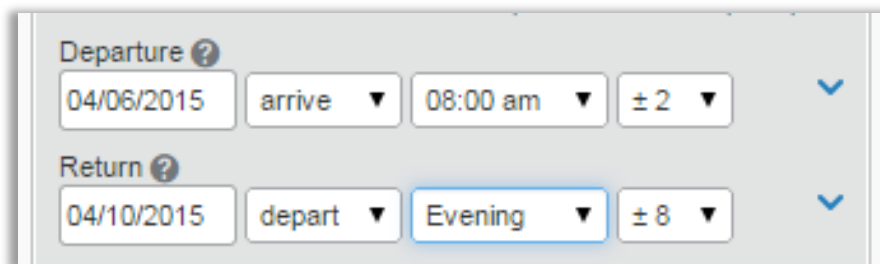 Departure ?
04/06/2015 arrive 08:00 am ± 2
Return ?
04/10/2015 depart Evening ± 8